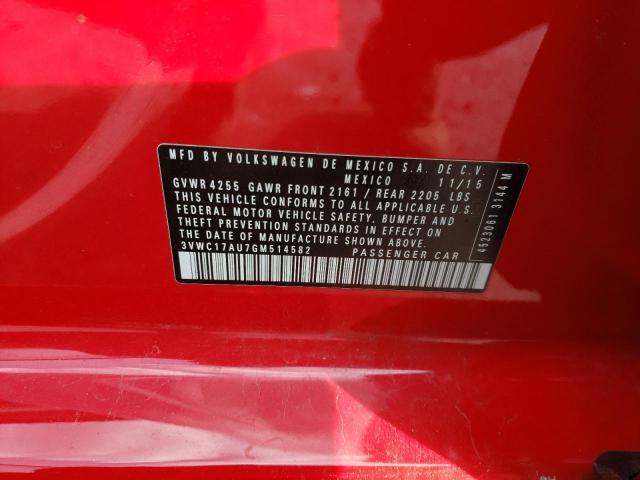 MFD BY VOLKSWAGEN DE MEXICO S.A. DE C.V.
MEXICO 11/15
GVWR 4255 GAWR FRONT 2161 / REAR 2205 LBS
THIS VEHICLE CONFORMS TO ALL APPLICABLE U.S.
FEDERAL MOTOR VEHICLE SAFETY, BUMPER AND
THEFT PREVENTION STANDARDS IN EFFECT ON
THE DATE OF MANUFACTURE SHOWN ABOVE.
3VWC17AU7GM514582 PASSENGER CAR
4523061 3144 M